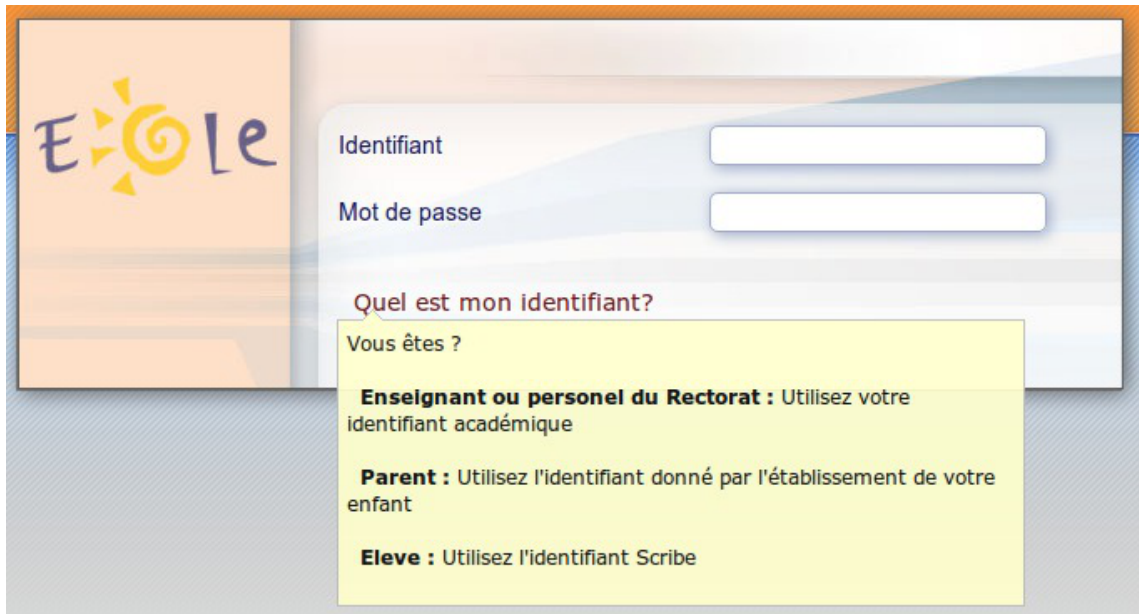 EOLE
Identifiant
Mot de passe
Quel est mon identifiant?
Vous êtes ?
Enseignant ou personel du Rectorat : Utilisez votre
identifiant académique
Parent : Utilisez l'identifiant donné par l'établissement de votre
enfant
Eleve : Utilisez l'identifiant Scribe